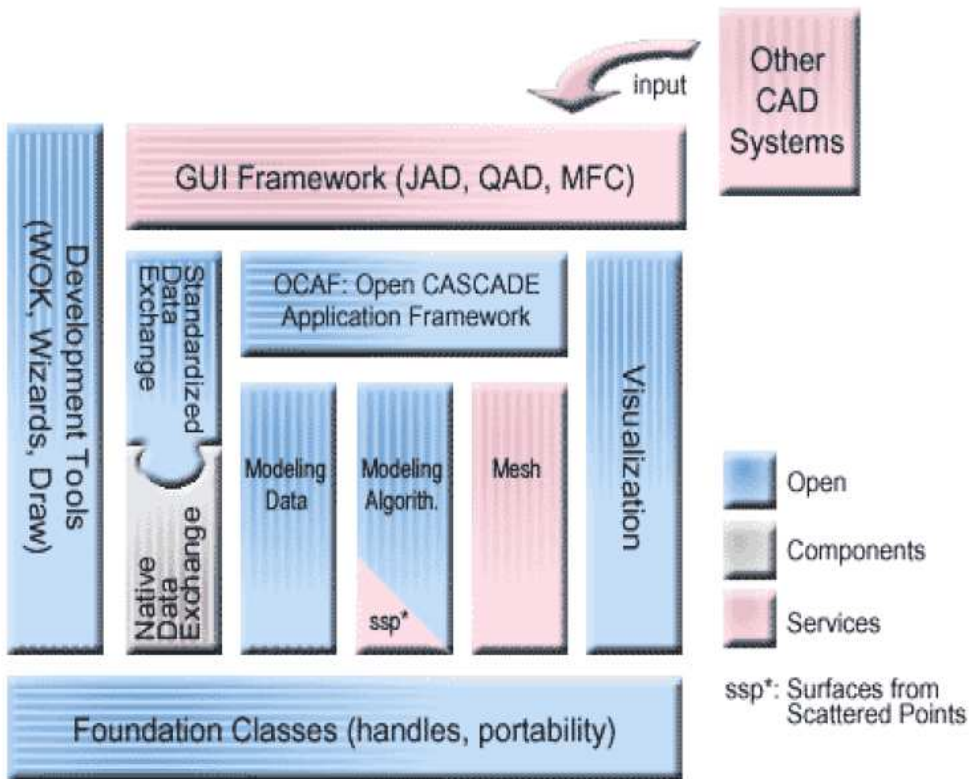 Other
CAD
Systems
input
GUI Framework (JAD, QAD, MFC)
Development Tools
(WOK, Wizards, Draw)
Standardized
Data
Exchange
OCAF: Open CASCADE
Application Framework
Visualization
Modeling
Data
Modeling
Algorith.
Mesh
Native
Data
Exchange
ssp*
Open
Components
Services
ssp*: Surfaces from
Scattered Points
Foundation Classes (handles, portability)